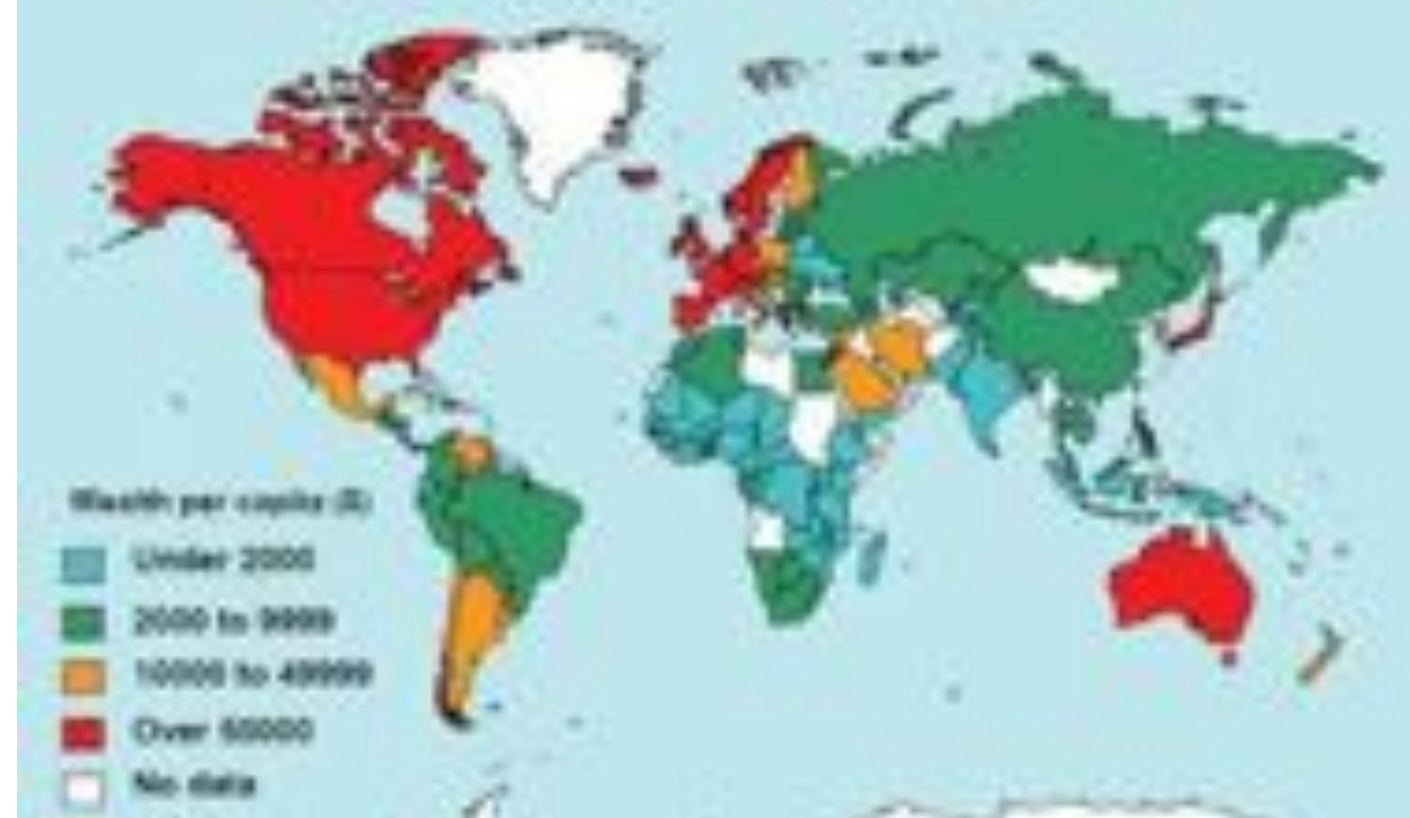 Wealth per capita ($)
Under 2000
2000 to 9999
10000 to 49999
Over 50000
No data